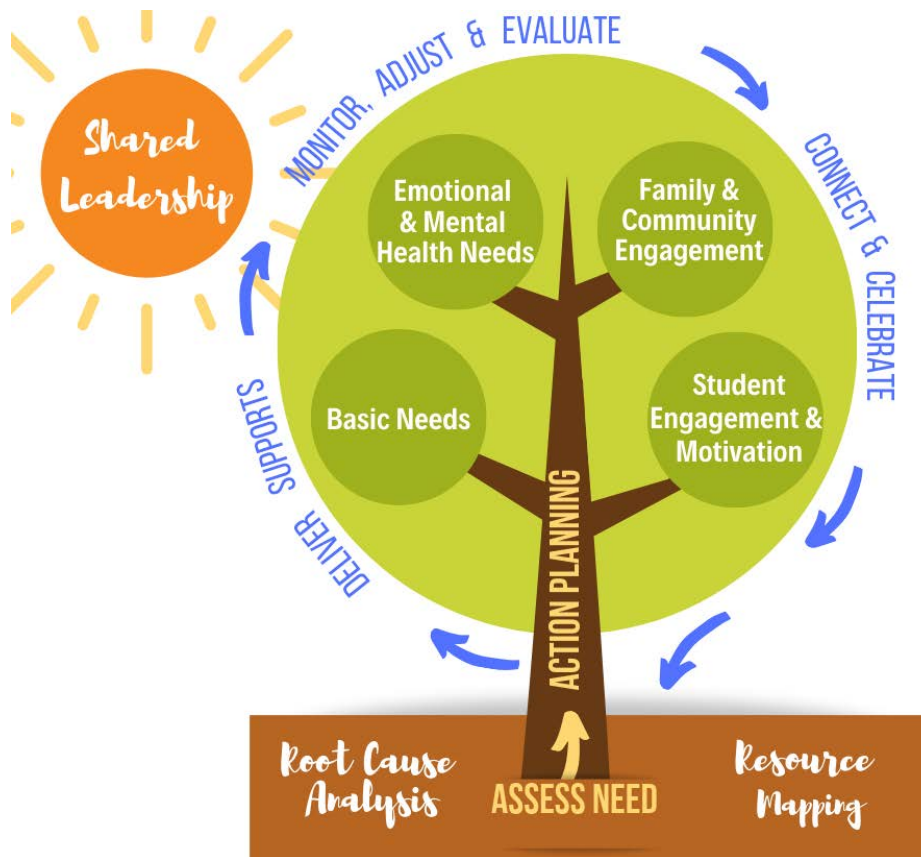 MONITOR, ADJUST & EVALUATE
Shared
Leadership
CONNECT & CELEBRATE
Emotional
& Mental
Health Needs
Family &
Community
Engagement
Basic Needs
Student
Engagement &
Motivation
DELIVER SUPPORTS
ACTION PLANNING
Root Cause
Analysis
ASSESS NEED
Resource
Mapping